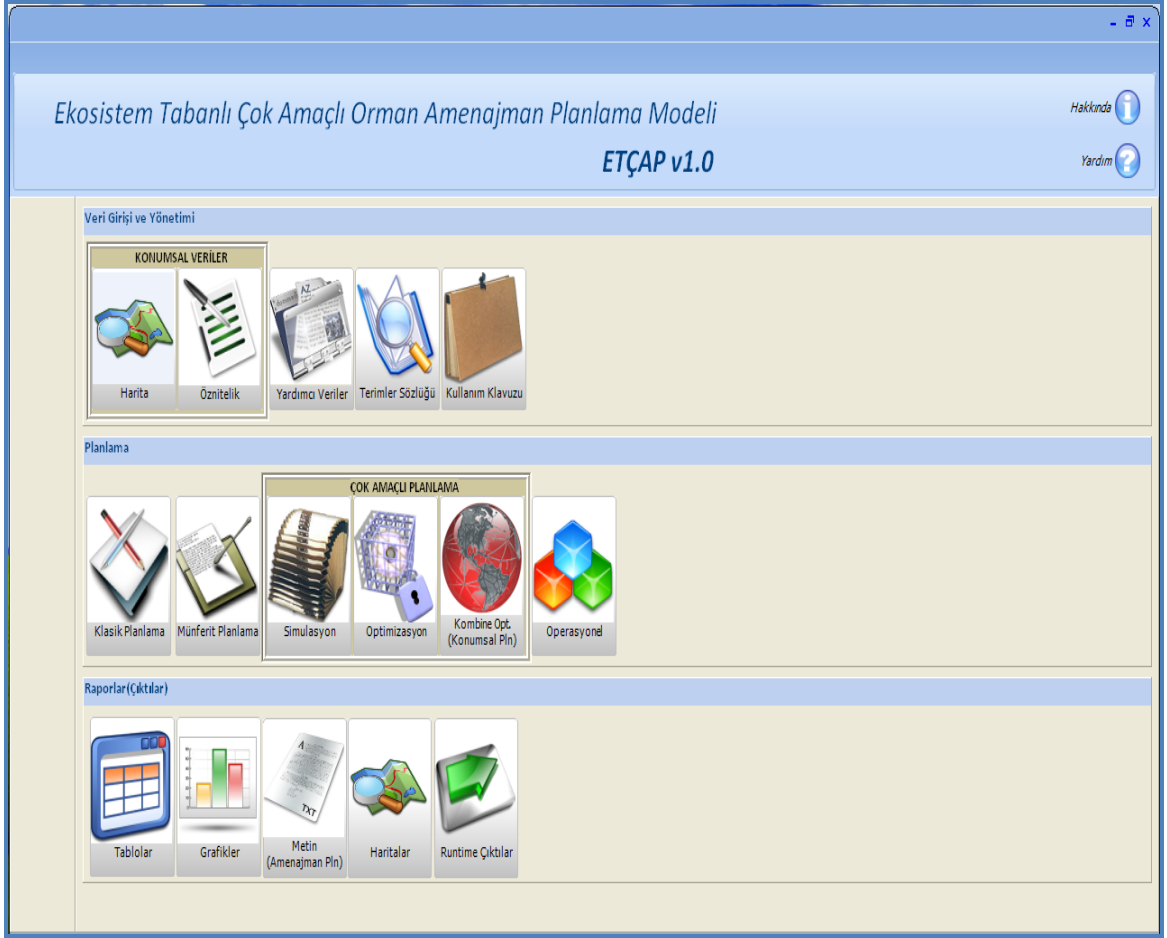 Ekosistem Tabanlı Çok Amaçlı Orman Amenajman Planlama Modeli
Hakkında
ETÇAP v1.0
Yardım
Veri Girişi ve Yönetimi
KONUMSAL VERİLER
Harita
Öznitelik
Yardımcı Veriler
Terimler Sözlüğü
Kullanım Klavuzu
Planlama
ÇOK AMAÇLI PLANLAMA
Klasik Planlama
Münferit Planlama
Simulasyon
Optimizasyon
Kombine Opt.
(Konumsal Pln)
Operasyonel
Raporlar(Çıktılar)
Tablolar
Grafikler
Metin
(Amenajman Pln)
Haritalar
Runtime Çıktılar
AZ
TXT